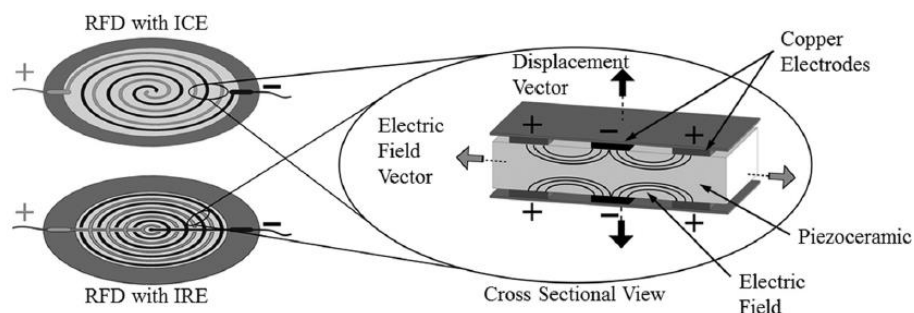 RFD with ICE
+
−
RFD with IRE
+
−
Displacement
Vector
Copper
Electrodes
Electric
Field
Vector
+
−
+
+
−
+
Piezoceramic
Electric
Field
Cross Sectional View